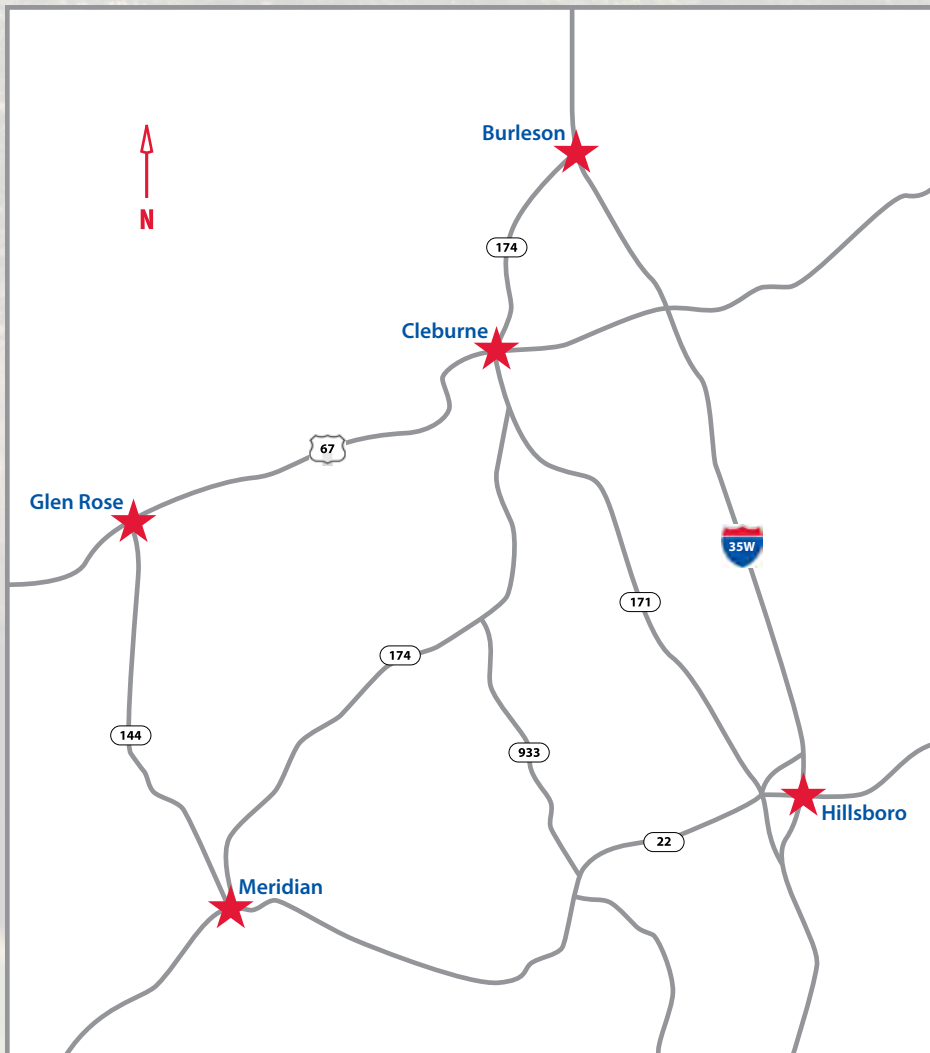 Burleson
N
174
Cleburne
67
Glen Rose
35W
171
174
144
933
Hillsboro
22
Meridian